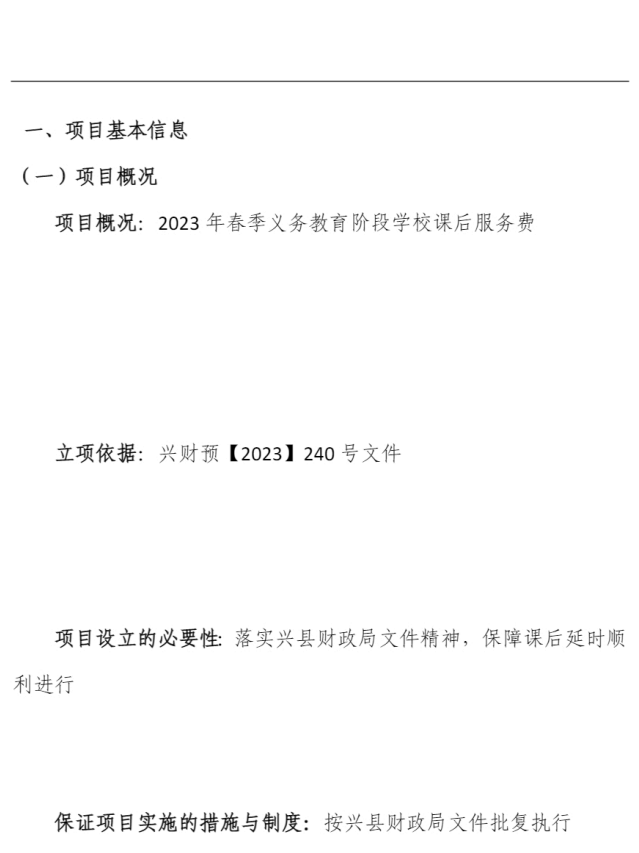 一、项目基本信息
（一）项目概况
项目概况：2023 年春季义务教育阶段学校课后服务费
立项依据：兴财预【2023】240 号文件
项目设立的必要性：落实兴县财政局文件精神，保障课后延时顺
利进行
保证项目实施的措施与制度：按兴县财政局文件批复执行